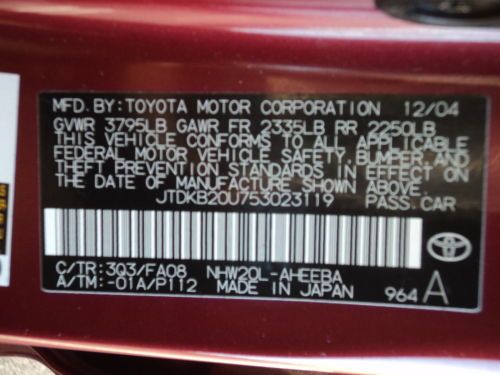 MFD. BY: TOYOTA MOTOR CORPORATION 12/04
GVWR 3795LB GAWR FR 2335LB RR 2250LB
THIS VEHICLE CONFORMS TO ALL APPLICABLE
FEDERAL MOTOR VEHICLE SAFETY, BUMPER, AND
THEFT PREVENTION STANDARDS IN EFFECT ON
THE DATE OF MANUFACTURE SHOWN ABOVE.
JTDKB20U753023119 PASS. CAR
C/TR: 3Q3/FA08 NHW20L-AHEEBA
A/TM: -01A/P112 MADE IN JAPAN 964 A